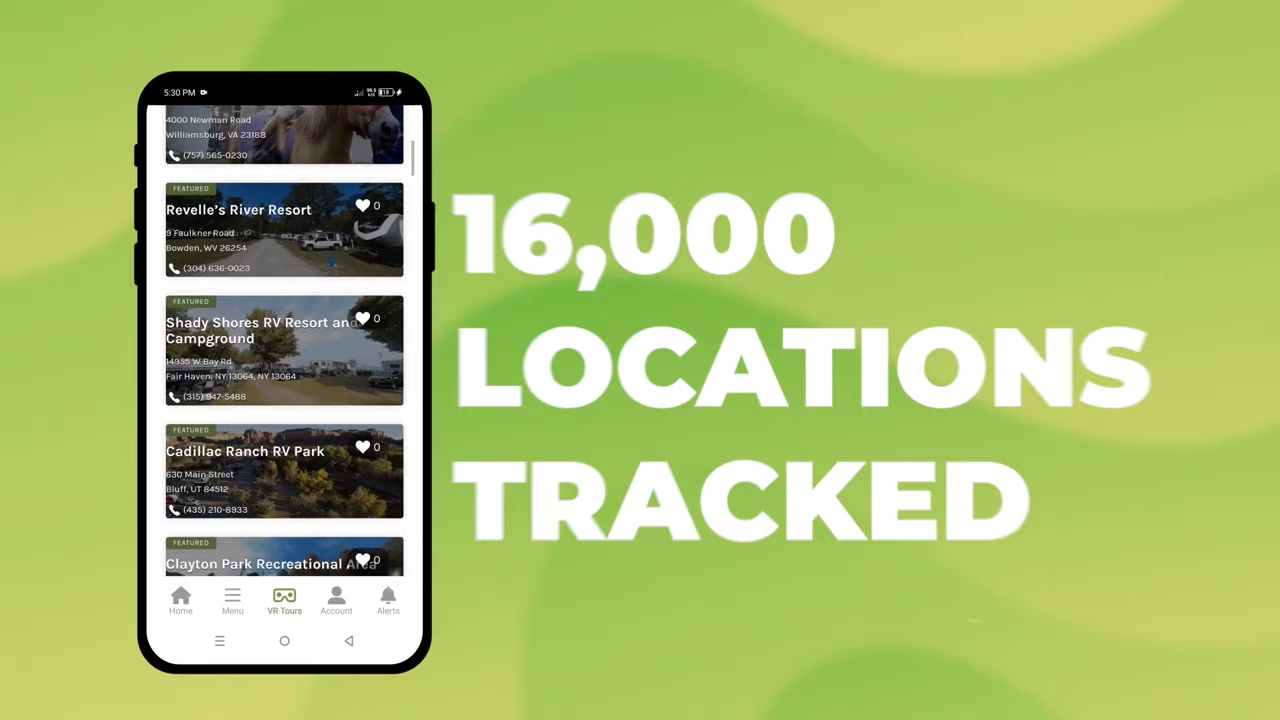 5:30 PM
99.5
K/s
18
4000 Newman Road
Williamsburg, VA 23188
(757) 565-0230
FEATURED
Revelle's River Resort
0
9 Faulkner Road
Bowden, WV 26254
(304) 636-0023
FEATURED
Shady Shores RV Resort and
Campground
0
14955 W Bay Rd
Fair Haven, NY 13064, NY 13064
(315) 947-5488
FEATURED
Cadillac Ranch RV Park
0
630 Main Street
Bluff, UT 84512
(435) 210-8933
FEATURED
Clayton Park Recreational Area
0
Home
Menu
VR Tours
Account
Alerts
16,000
LOCATIONS
TRACKED